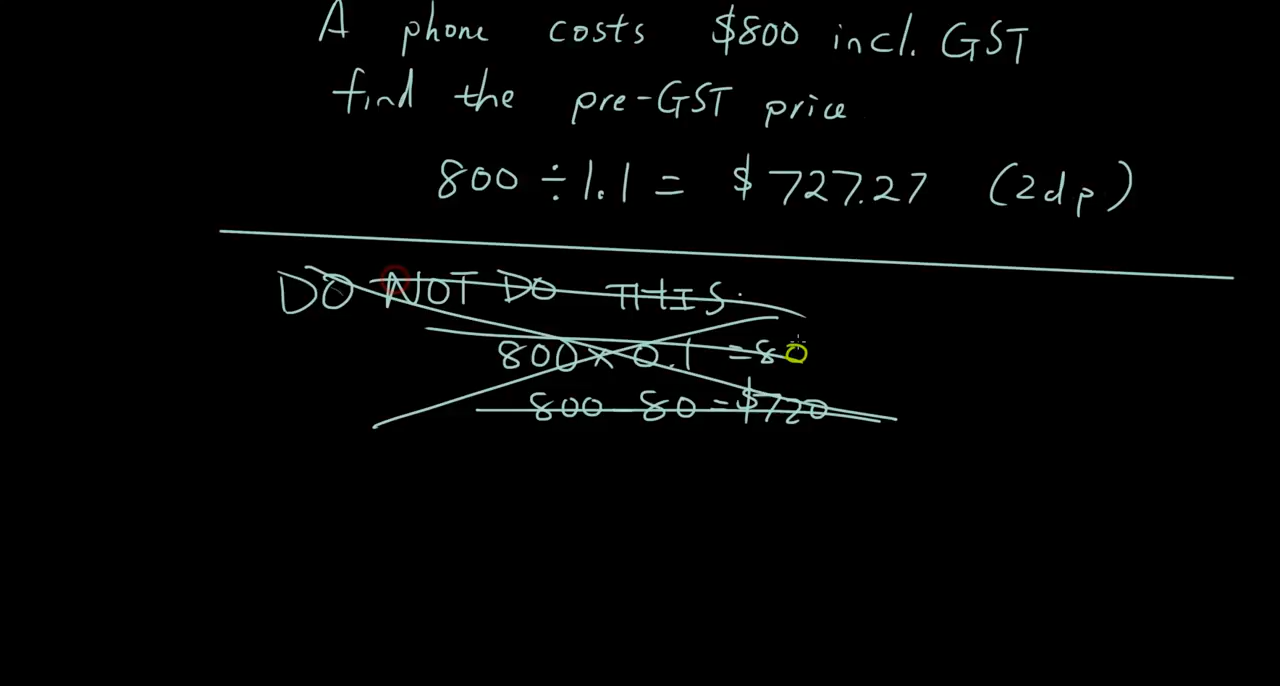 A phone costs $800 incl. GST
find the pre-GST price
800 ÷ 1.1 = $727.27 (2dp)
DO NOT DO THIS.
800 × 0.1 = 80
800 - 80 = $720